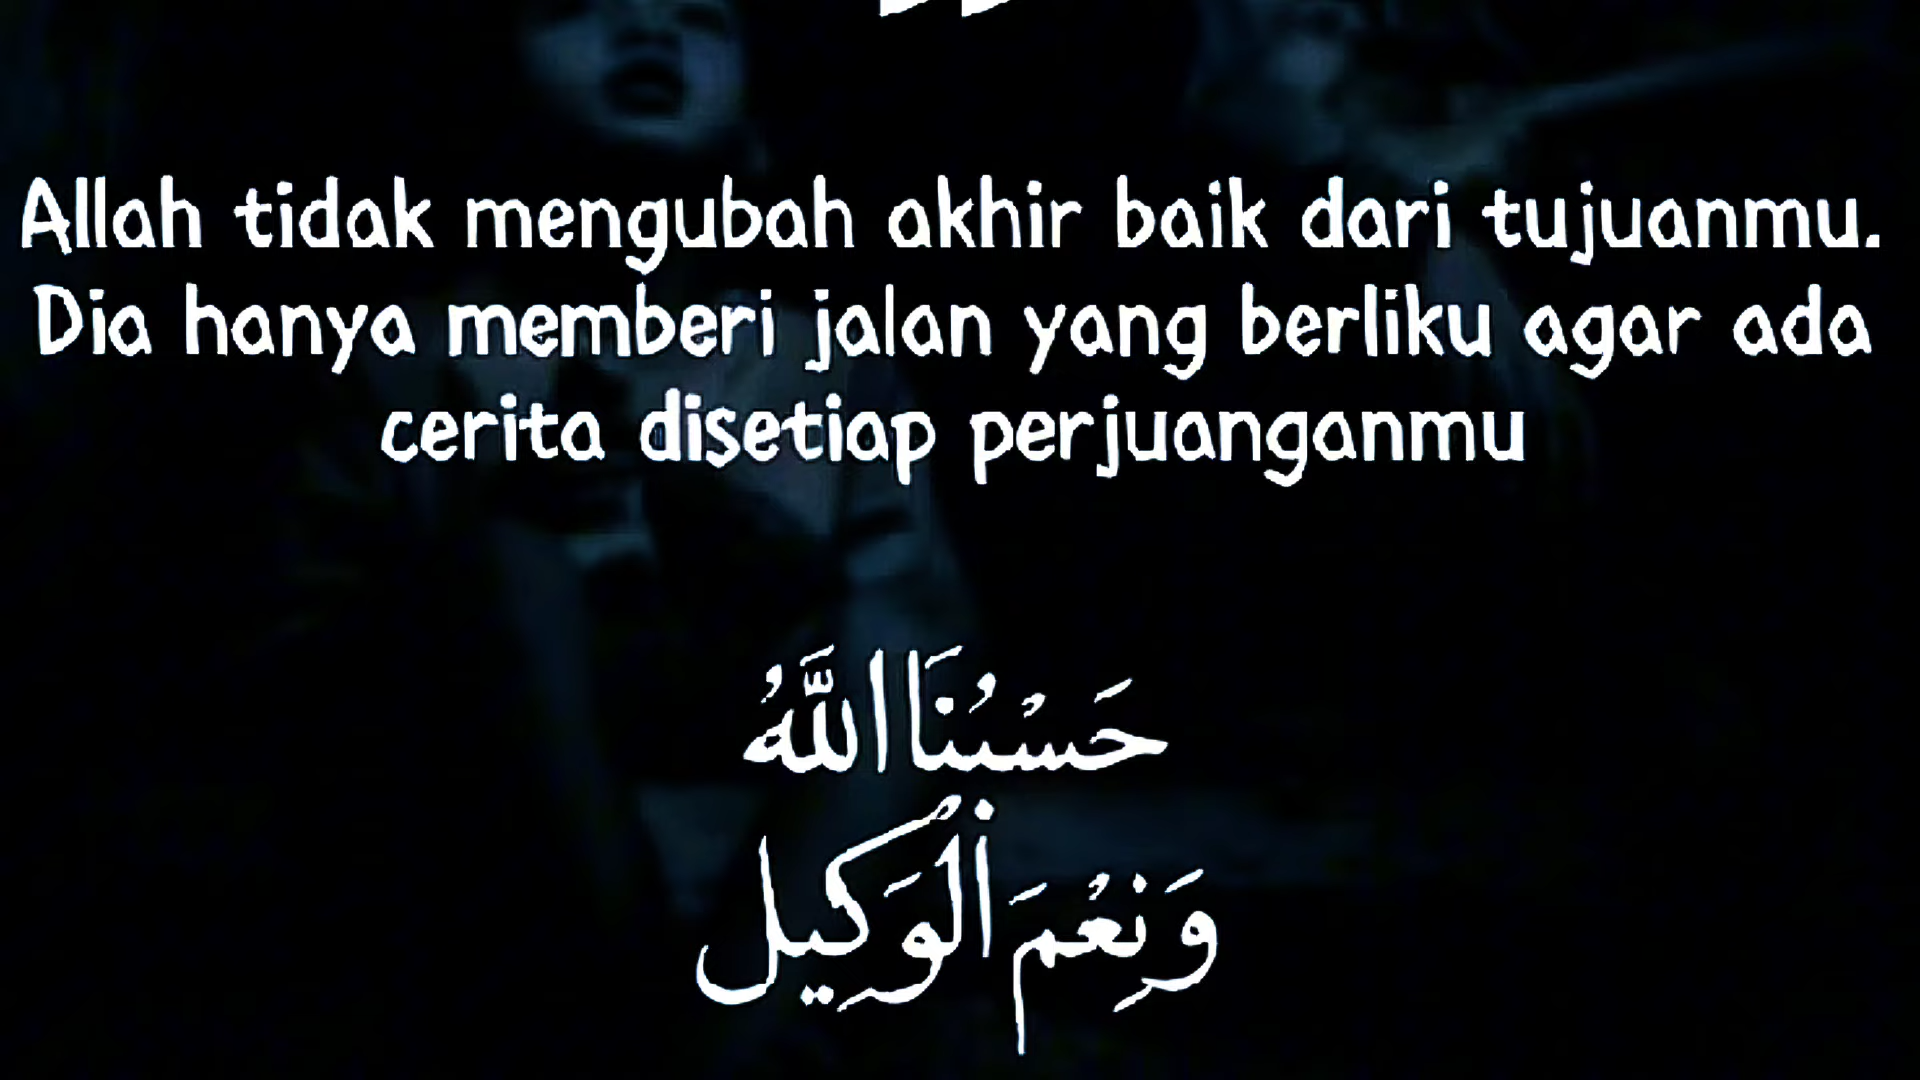 Allah tidak mengubah akhir baik dari tujuanmu.
Dia hanya memberi jalan yang berliku agar ada
cerita disetiap perjuanganmu
حَسْبُنَا اللَّهُ
وَنِعْمَ الْوَكِيل